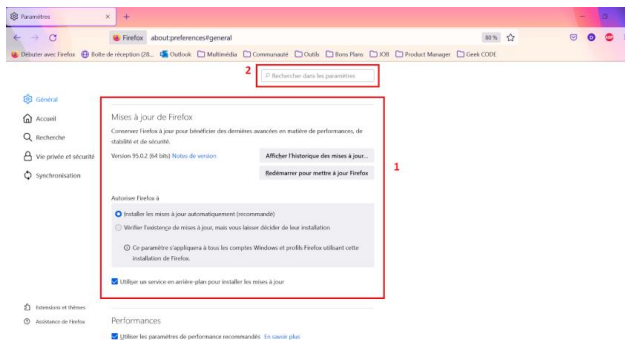 Paramètres
Firefox about:preferences#general 80 %
Débuter avec Firefox Boîte de réception (28... Outlook Multimédia Communauté Outils Bons Plans JOB Product Manager Geek CODE
2
Rechercher dans les paramètres
Général
Accueil
Recherche
Vie privée et sécurité
Synchronisation
Extensions et thèmes
Assistance de Firefox
1
Mises à jour de Firefox
Conservez Firefox à jour pour bénéficier des dernières avancées en matière de performances, de
stabilité et de sécurité.
Version 95.0.2 (64 bits) Notes de version
Afficher l'historique des mises à jour...
Redémarrer pour mettre à jour Firefox
Autoriser Firefox à
Installer les mises à jour automatiquement (recommandé)
Vérifier l'existence de mises à jour, mais vous laisser décider de leur installation
Ce paramètre s'appliquera à tous les comptes Windows et profils Firefox utilisant cette
installation de Firefox.
Utiliser un service en arrière-plan pour installer les mises à jour
Performances
Utiliser les paramètres de performance recommandés En savoir plus